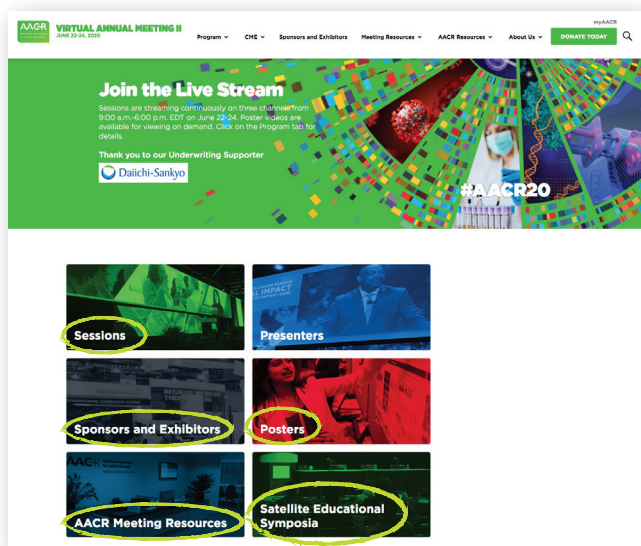 myAACR
AACR
VIRTUAL ANNUAL MEETING II
JUNE 22-24, 2020
Program CME Sponsors and Exhibitors Meeting Resources AACR Resources About Us DONATE TODAY
Join the Live Stream
Sessions are streaming continuously on three channels from
9:00 a.m.-6:00 p.m. EDT on June 22-24. Poster videos are
available for viewing on demand. Click on the Program tab for
details.
Thank you to our Underwriting Supporter
Daiichi-Sankyo
#AACR20
Sessions
Presenters
Sponsors and Exhibitors
Posters
AACR
AACR Meeting Resources
Satellite Educational
Symposia